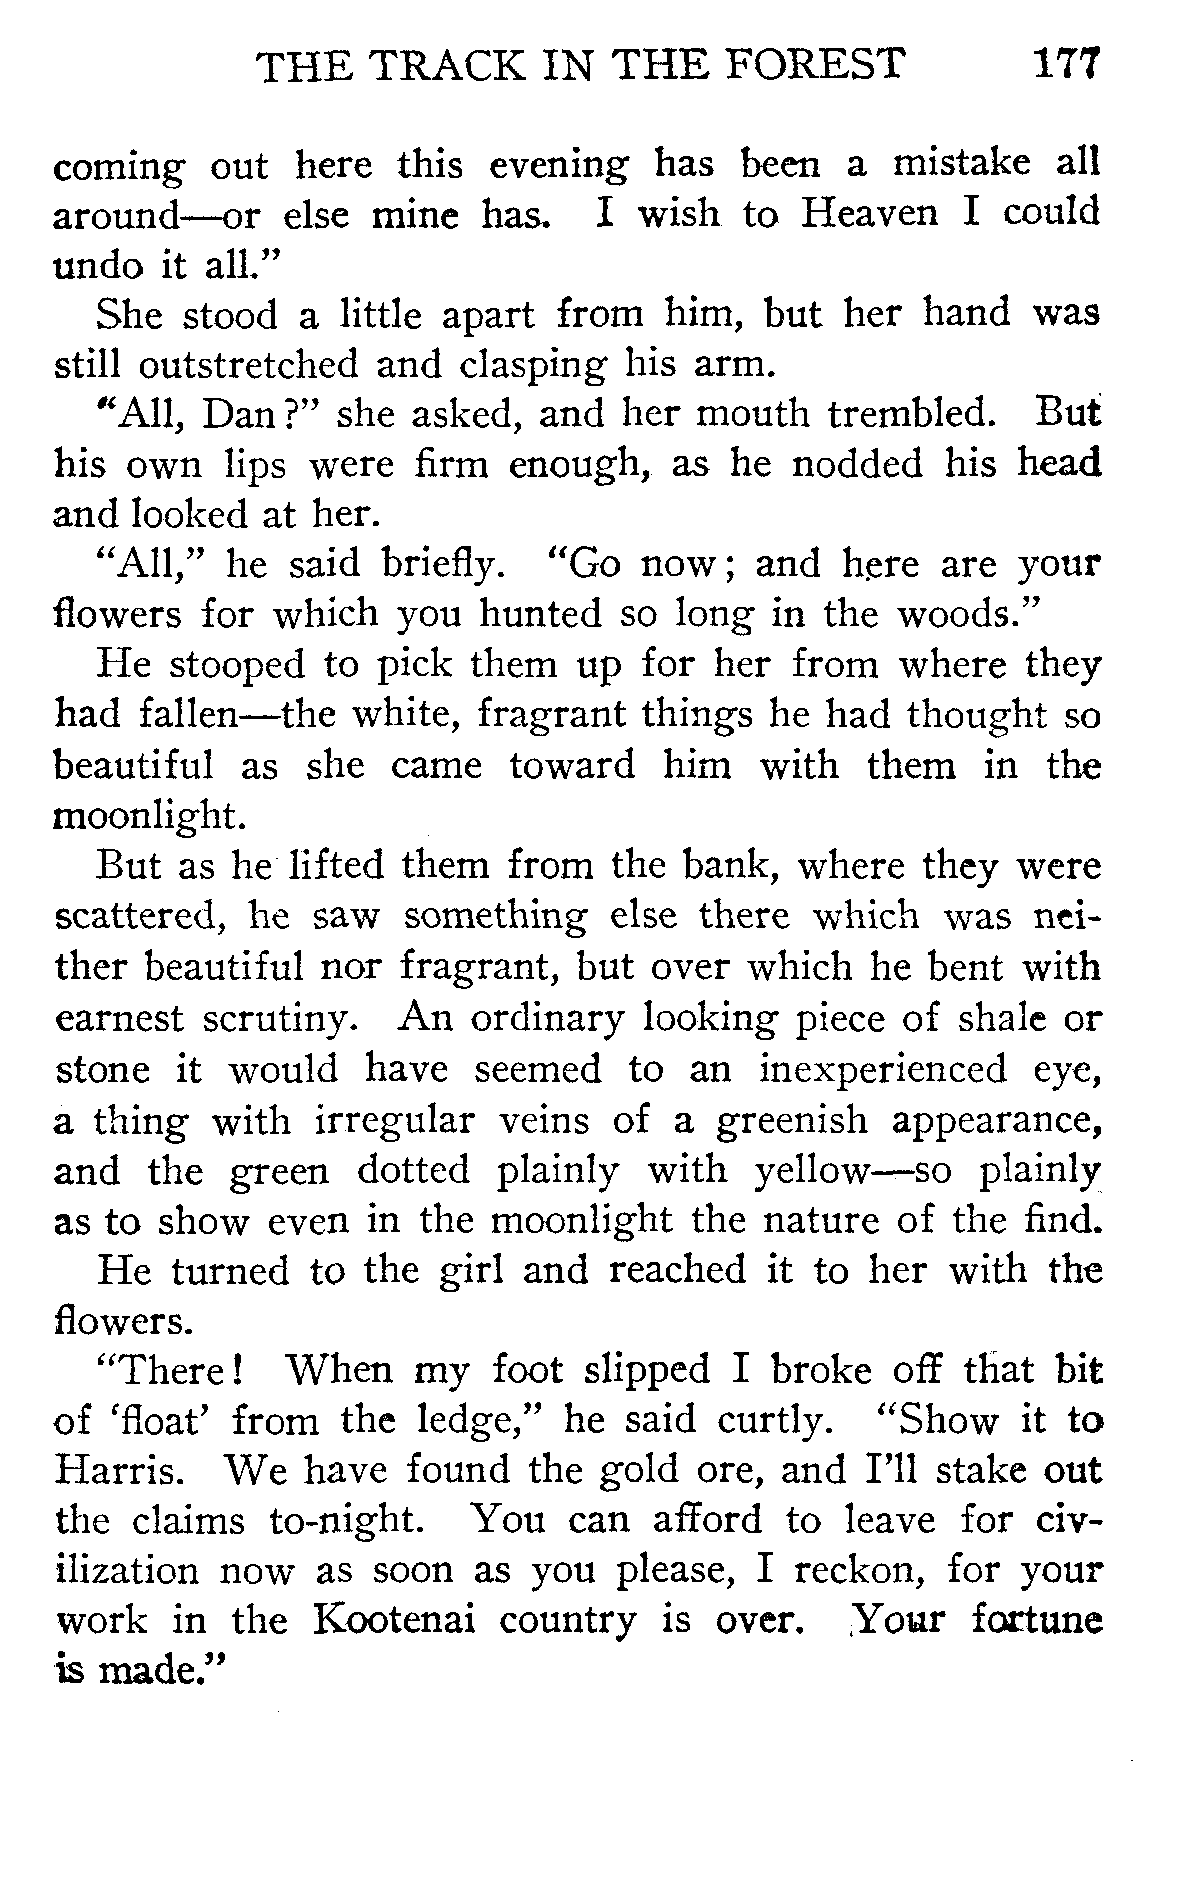 THE TRACK IN THE FOREST 177
coming out here this evening has been a mistake all
around—or else mine has. I wish to Heaven I could
undo it all.”
She stood a little apart from him, but her hand was
still outstretched and clasping his arm.
“All, Dan?” she asked, and her mouth trembled. But
his own lips were firm enough, as he nodded his head
and looked at her.
“All,” he said briefly. “Go now; and here are your
flowers for which you hunted so long in the woods.”
He stooped to pick them up for her from where they
had fallen—the white, fragrant things he had thought so
beautiful as she came toward him with them in the
moonlight.
But as he lifted them from the bank, where they were
scattered, he saw something else there which was nei-
ther beautiful nor fragrant, but over which he bent with
earnest scrutiny. An ordinary looking piece of shale or
stone it would have seemed to an inexperienced eye,
a thing with irregular veins of a greenish appearance,
and the green dotted plainly with yellow—so plainly
as to show even in the moonlight the nature of the find.
He turned to the girl and reached it to her with the
flowers.
“There! When my foot slipped I broke off that bit
of ‘float’ from the ledge,” he said curtly. “Show it to
Harris. We have found the gold ore, and I’ll stake out
the claims to-night. You can afford to leave for civ-
ilization now as soon as you please, I reckon, for your
work in the Kootenai country is over. Your fortune
is made.”